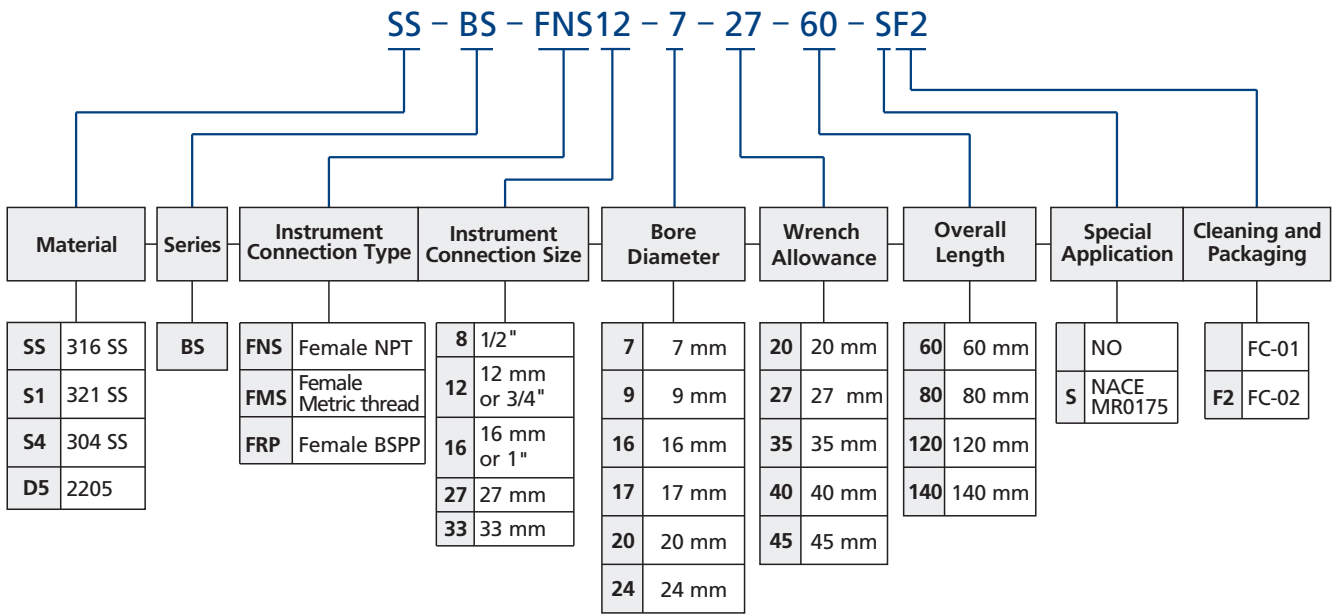 SS – BS – FNS12 – 7 – 27 – 60 – SF2
Material
Series
Instrument
Connection Type
Instrument
Connection Size
Bore
Diameter
Wrench
Allowance
Overall
Length
Special
Application
Cleaning and
Packaging
SS 316 SS
S1 321 SS
S4 304 SS
D5 2205
BS
FNS Female NPT
FMS Female
Metric thread
FRP Female BSPP
8 1/2"
12 12 mm
or 3/4"
16 16 mm
or 1"
27 27 mm
33 33 mm
7 7 mm
9 9 mm
16 16 mm
17 17 mm
20 20 mm
24 24 mm
20 20 mm
27 27 mm
35 35 mm
40 40 mm
45 45 mm
60 60 mm
80 80 mm
120 120 mm
140 140 mm
NO
S NACE
MR0175
FC-01
F2 FC-02